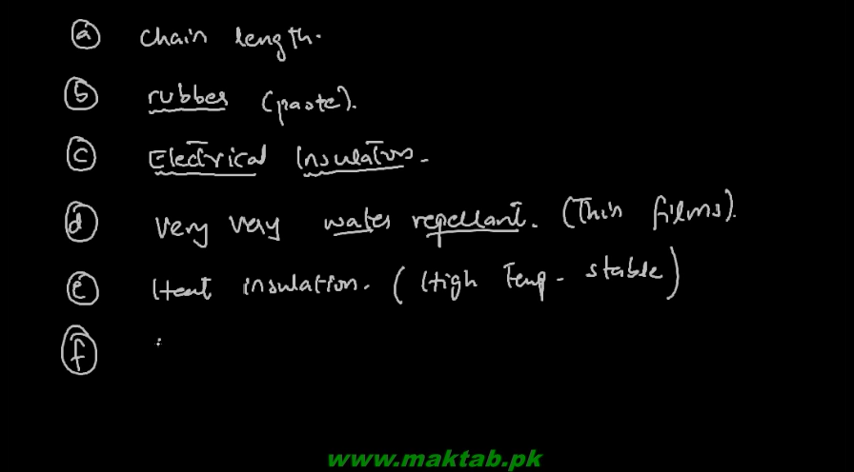 (a) Chain length.
(b) rubber (paste).
(c) Electrical Insulators.
(d) very very water repellant. (Thin films).
(e) Heat insulation. (High Temp- stable)
(f) :
www.maktab.pk